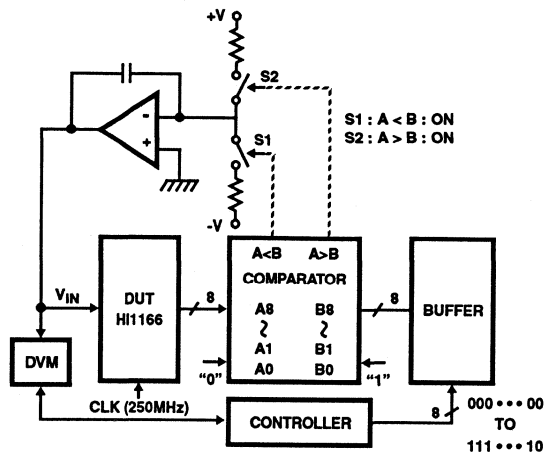 +V
S2
S1 : A < B : ON
S2 : A > B : ON
-
+
S1
-V
A<B A>B
COMPARATOR
DUT
HI1166
8
A8 B8
8
BUFFER
VIN
A1 B1
A0 B0
DVM
"0"
"1"
CLK (250MHz)
CONTROLLER
8
000 • • • 00
TO
111 • • • 10